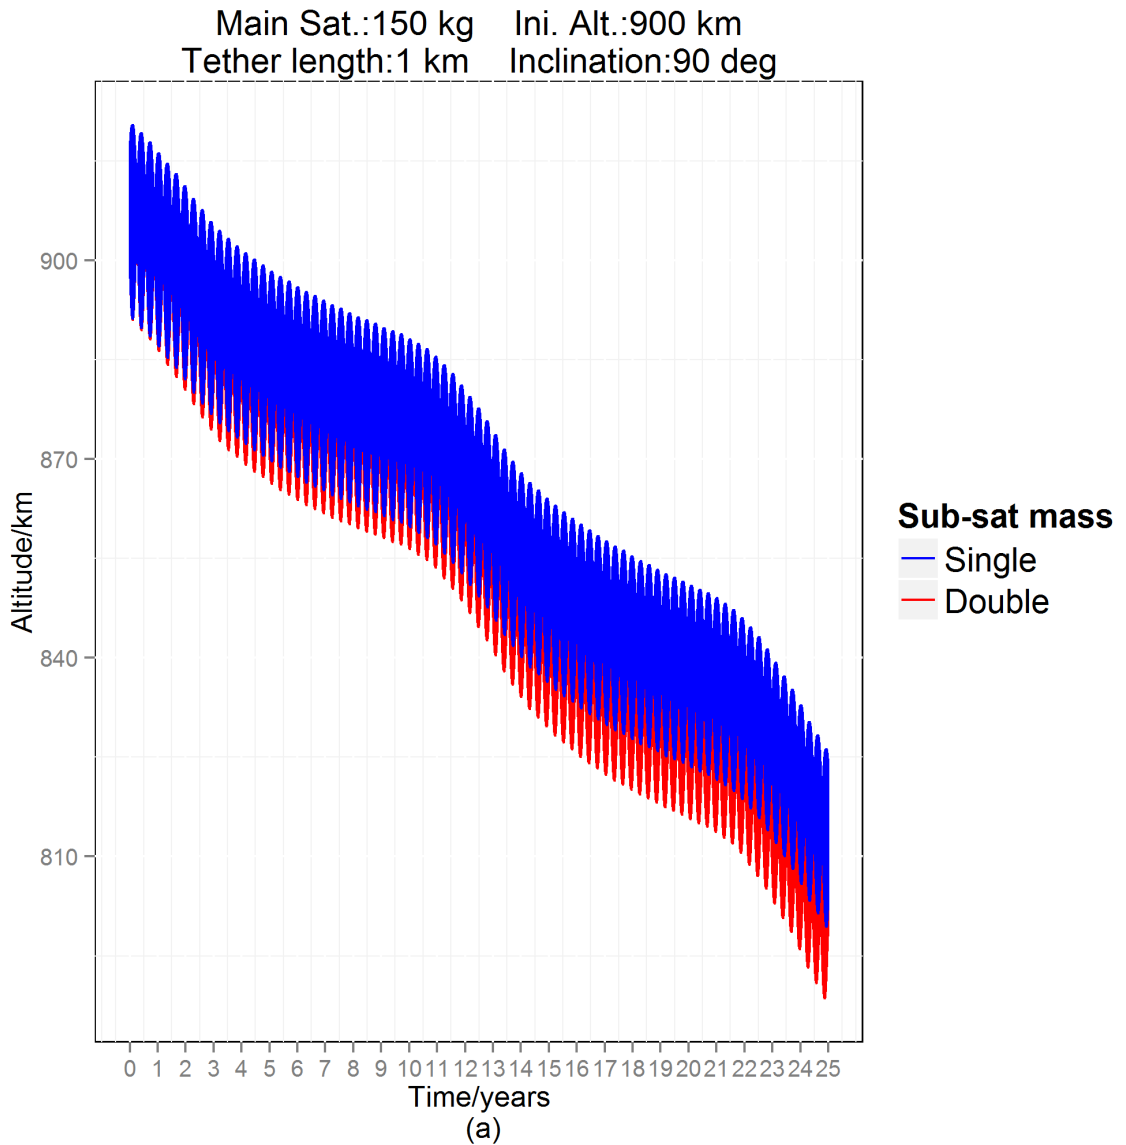 Main Sat.:150 kg Ini. Alt.:900 km
Tether length:1 km Inclination:90 deg
900
870
840
810
Altitude/km
Sub-sat mass
Single
Double
0 1 2 3 4 5 6 7 8 9 10 11 12 13 14 15 16 17 18 19 20 21 22 23 24 25
Time/years
(a)